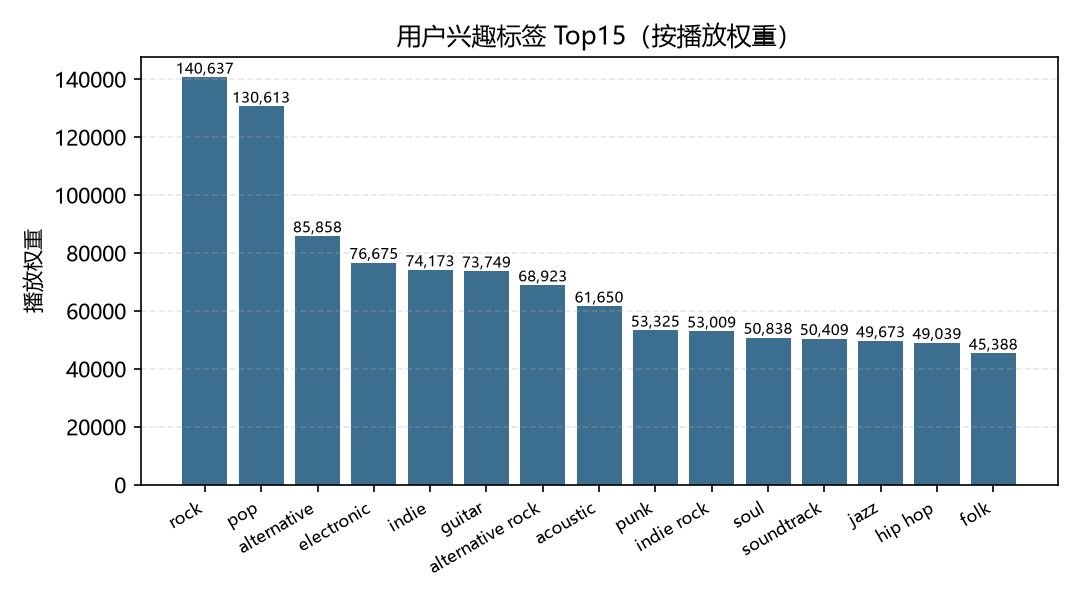 用户兴趣标签 Top15（按播放权重）
播放权重
140000
120000
100000
80000
60000
40000
20000
0
140,637
130,613
85,858
76,675
74,173
73,749
68,923
61,650
53,325
53,009
50,838
50,409
49,673
49,039
45,388
rock
pop
alternative
electronic
indie
guitar
alternative rock
acoustic
punk
indie rock
soul
soundtrack
jazz
hip hop
folk